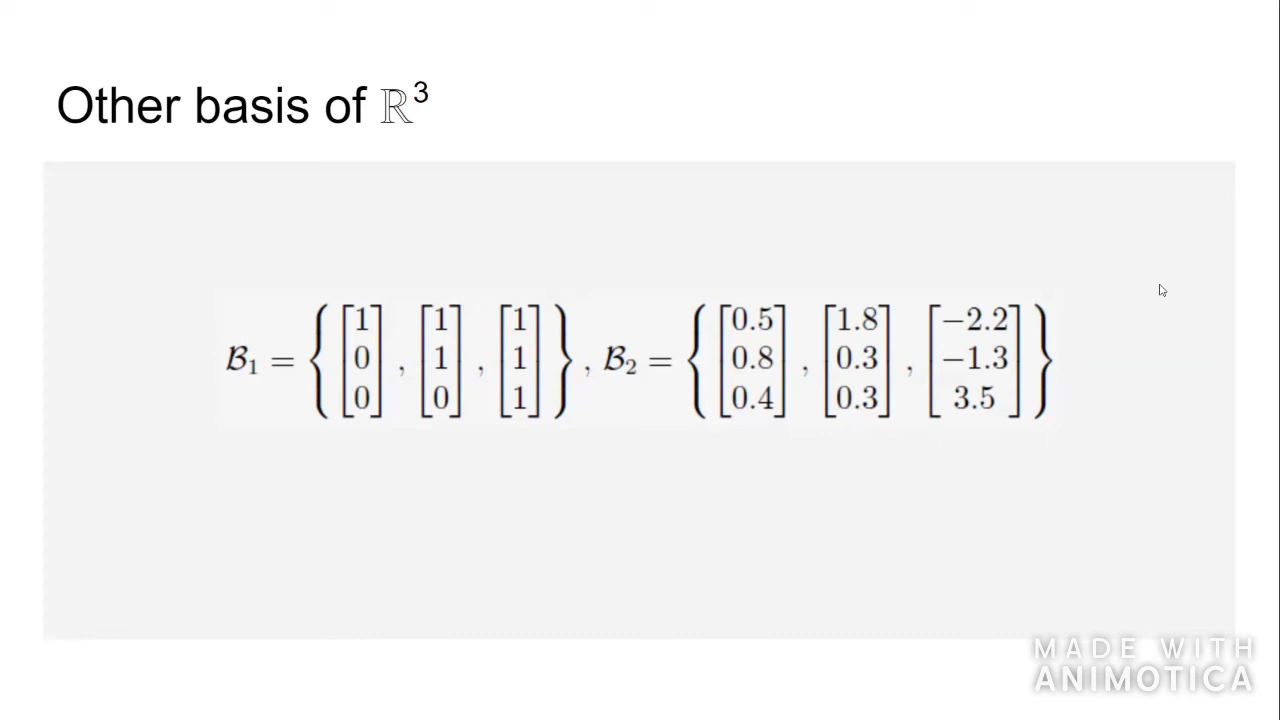 Other basis of ℝ³
ℬ₁ = { [1 0 0], [1 1 0], [1 1 1] }, ℬ₂ = { [0.5 0.8 0.4], [1.8 0.3 0.3], [−2.2 −1.3 3.5] }
MADE WITH
ANIMOTICA